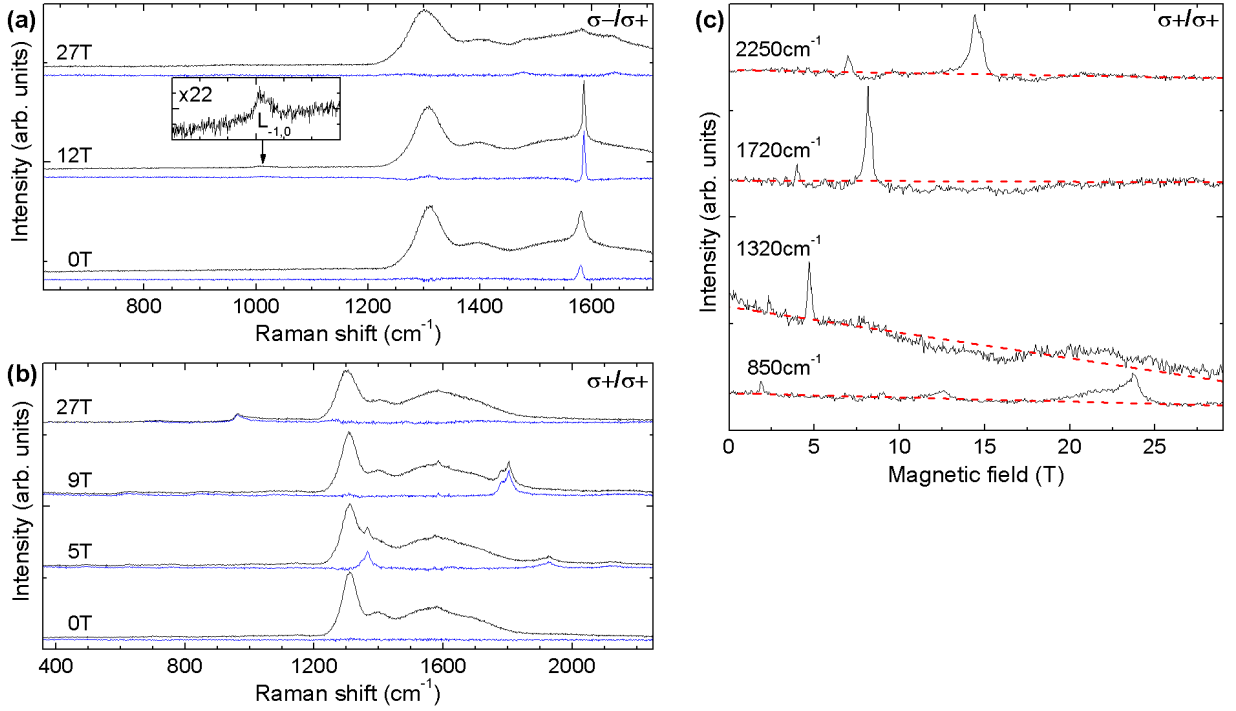 (a)
σ−/σ+
27T
x22
L-1,0
12T
0T
Intensity (arb. units)
800 1000 1200 1400 1600
Raman shift (cm-1)
(b)
σ+/σ+
27T
9T
5T
0T
Intensity (arb. units)
400 800 1200 1600 2000
Raman shift (cm-1)
(c)
σ+/σ+
2250cm-1
1720cm-1
1320cm-1
850cm-1
Intensity (arb. units)
0 5 10 15 20 25
Magnetic field (T)